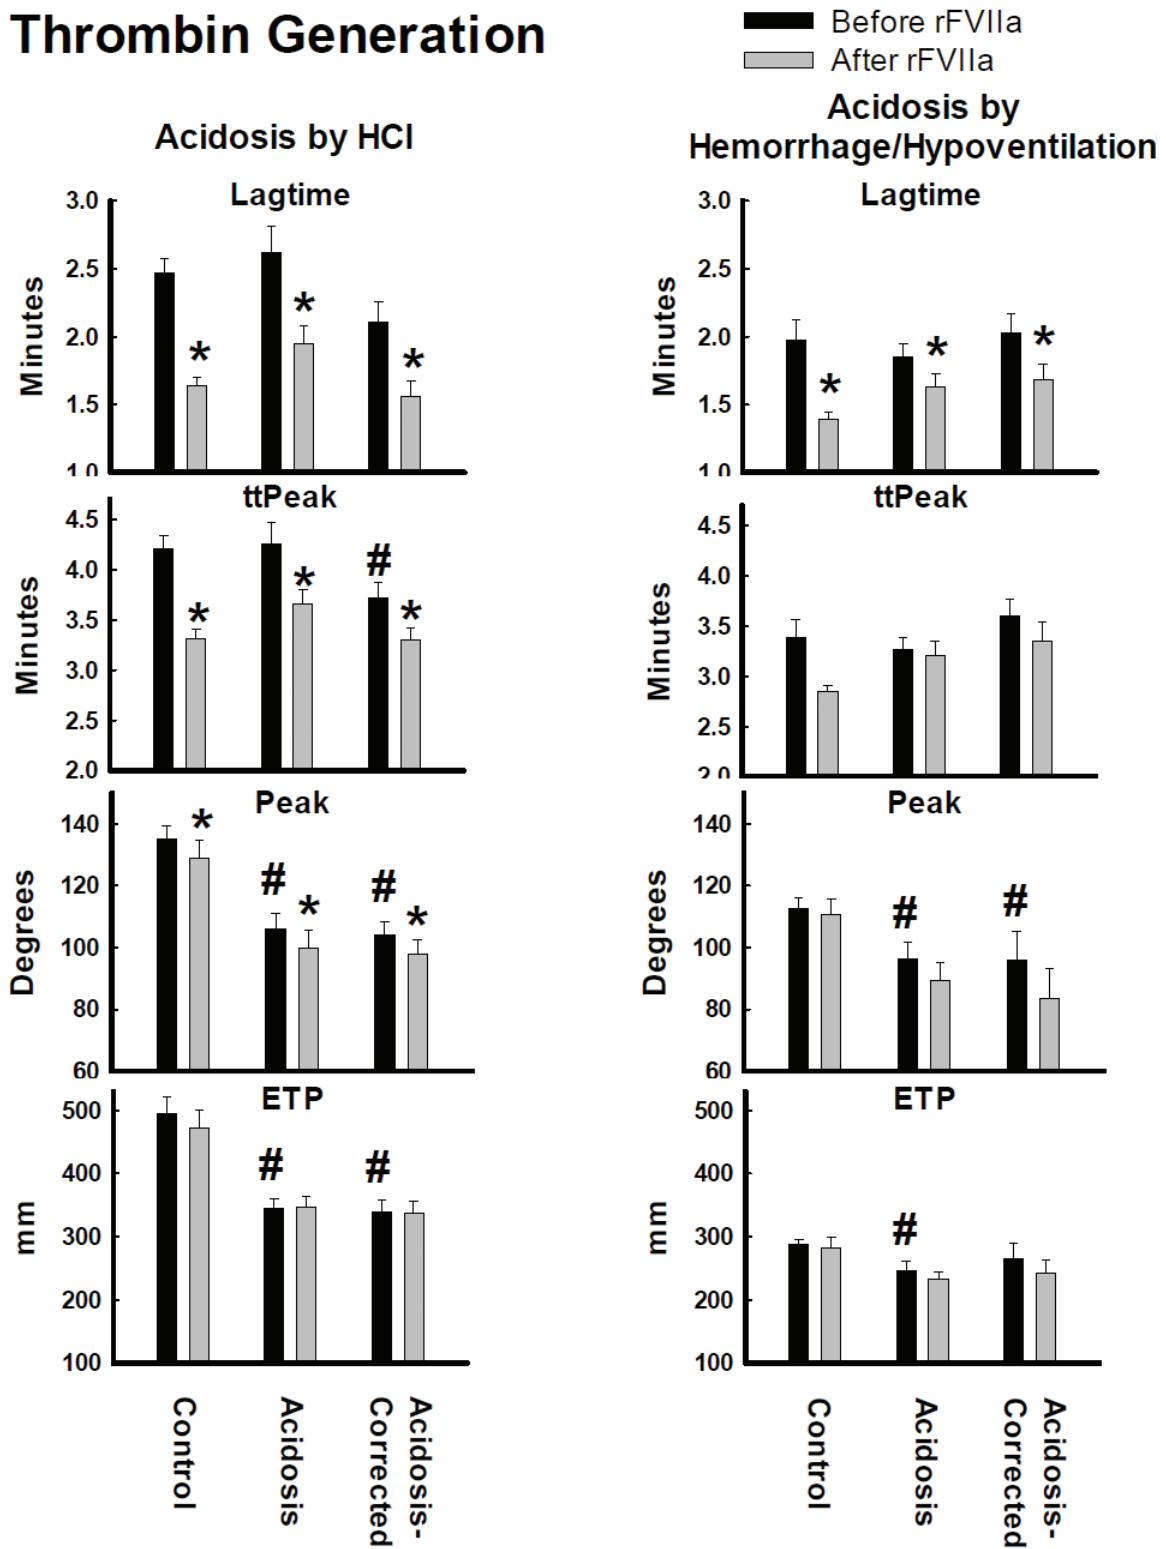 Thrombin Generation
Before rFVIIa
After rFVIIa
Acidosis by HCl
Acidosis by
Hemorrhage/Hypoventilation
Lagtime
3.0
2.5
2.0
1.5
1.0
Minutes
*
*
*
Lagtime
3.0
2.5
2.0
1.5
1.0
Minutes
*
*
*
ttPeak
4.5
4.0
3.5
3.0
2.5
2.0
Minutes
*
*
#
*
ttPeak
4.5
4.0
3.5
3.0
2.5
2.0
Minutes
Peak
140
120
100
80
60
Degrees
*
#
*
#
*
Peak
140
120
100
80
60
Degrees
#
#
ETP
500
400
300
200
100
mm
#
#
ETP
500
400
300
200
100
mm
#
Control
Acidosis
Acidosis-
Corrected
Control
Acidosis
Acidosis-
Corrected